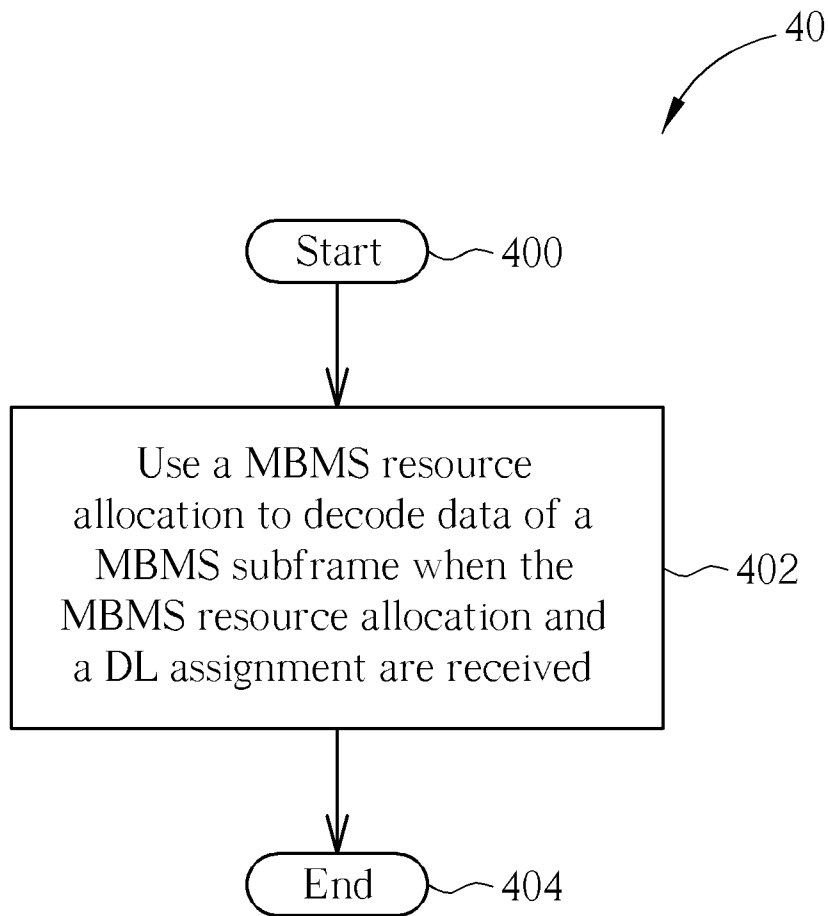 40
Start
400
Use a MBMS resource
allocation to decode data of a
MBMS subframe when the
MBMS resource allocation and
a DL assignment are received
402
End
404